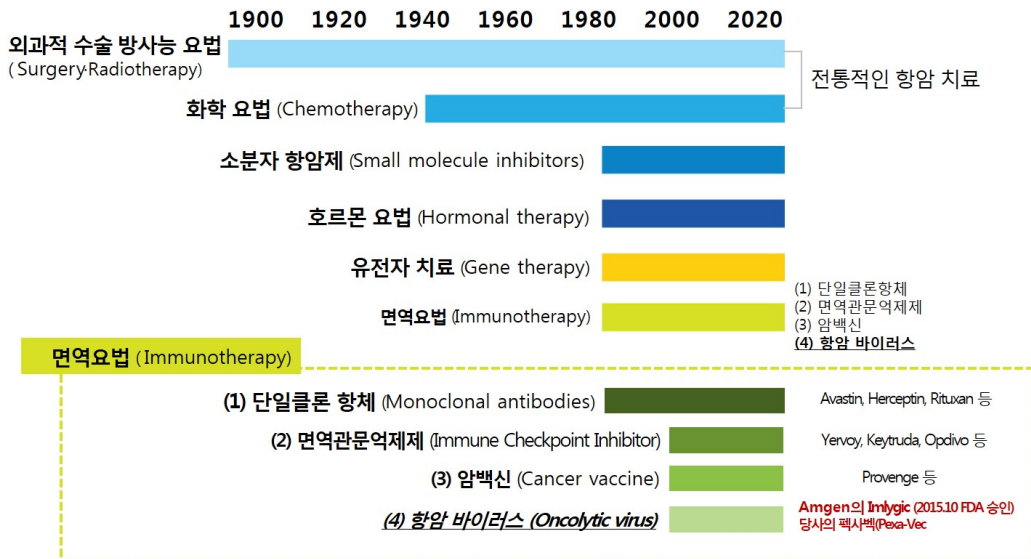 1900 1920 1940 1960 1980 2000 2020
외과적 수술 방사능 요법
( Surgery·Radiotherapy)
전통적인 항암 치료
화학 요법 (Chemotherapy)
소분자 항암제 (Small molecule inhibitors)
호르몬 요법 (Hormonal therapy)
유전자 치료 (Gene therapy)
면역요법 (Immunotherapy)
(1) 단일클론항체
(2) 면역관문억제제
(3) 암백신
(4) 항암 바이러스
면역요법 ( Immunotherapy)
(1) 단일클론 항체 (Monoclonal antibodies)
Avastin, Herceptin, Rituxan 등
(2) 면역관문억제제 (Immune Checkpoint Inhibitor)
Yervoy, Keytruda, Opdivo 등
(3) 암백신 (Cancer vaccine)
Provenge 등
(4) 항암 바이러스 (Oncolytic virus)
Amgen의 Imlygic (2015.10 FDA 승인)
당사의 펙사벡(Pexa-Vec